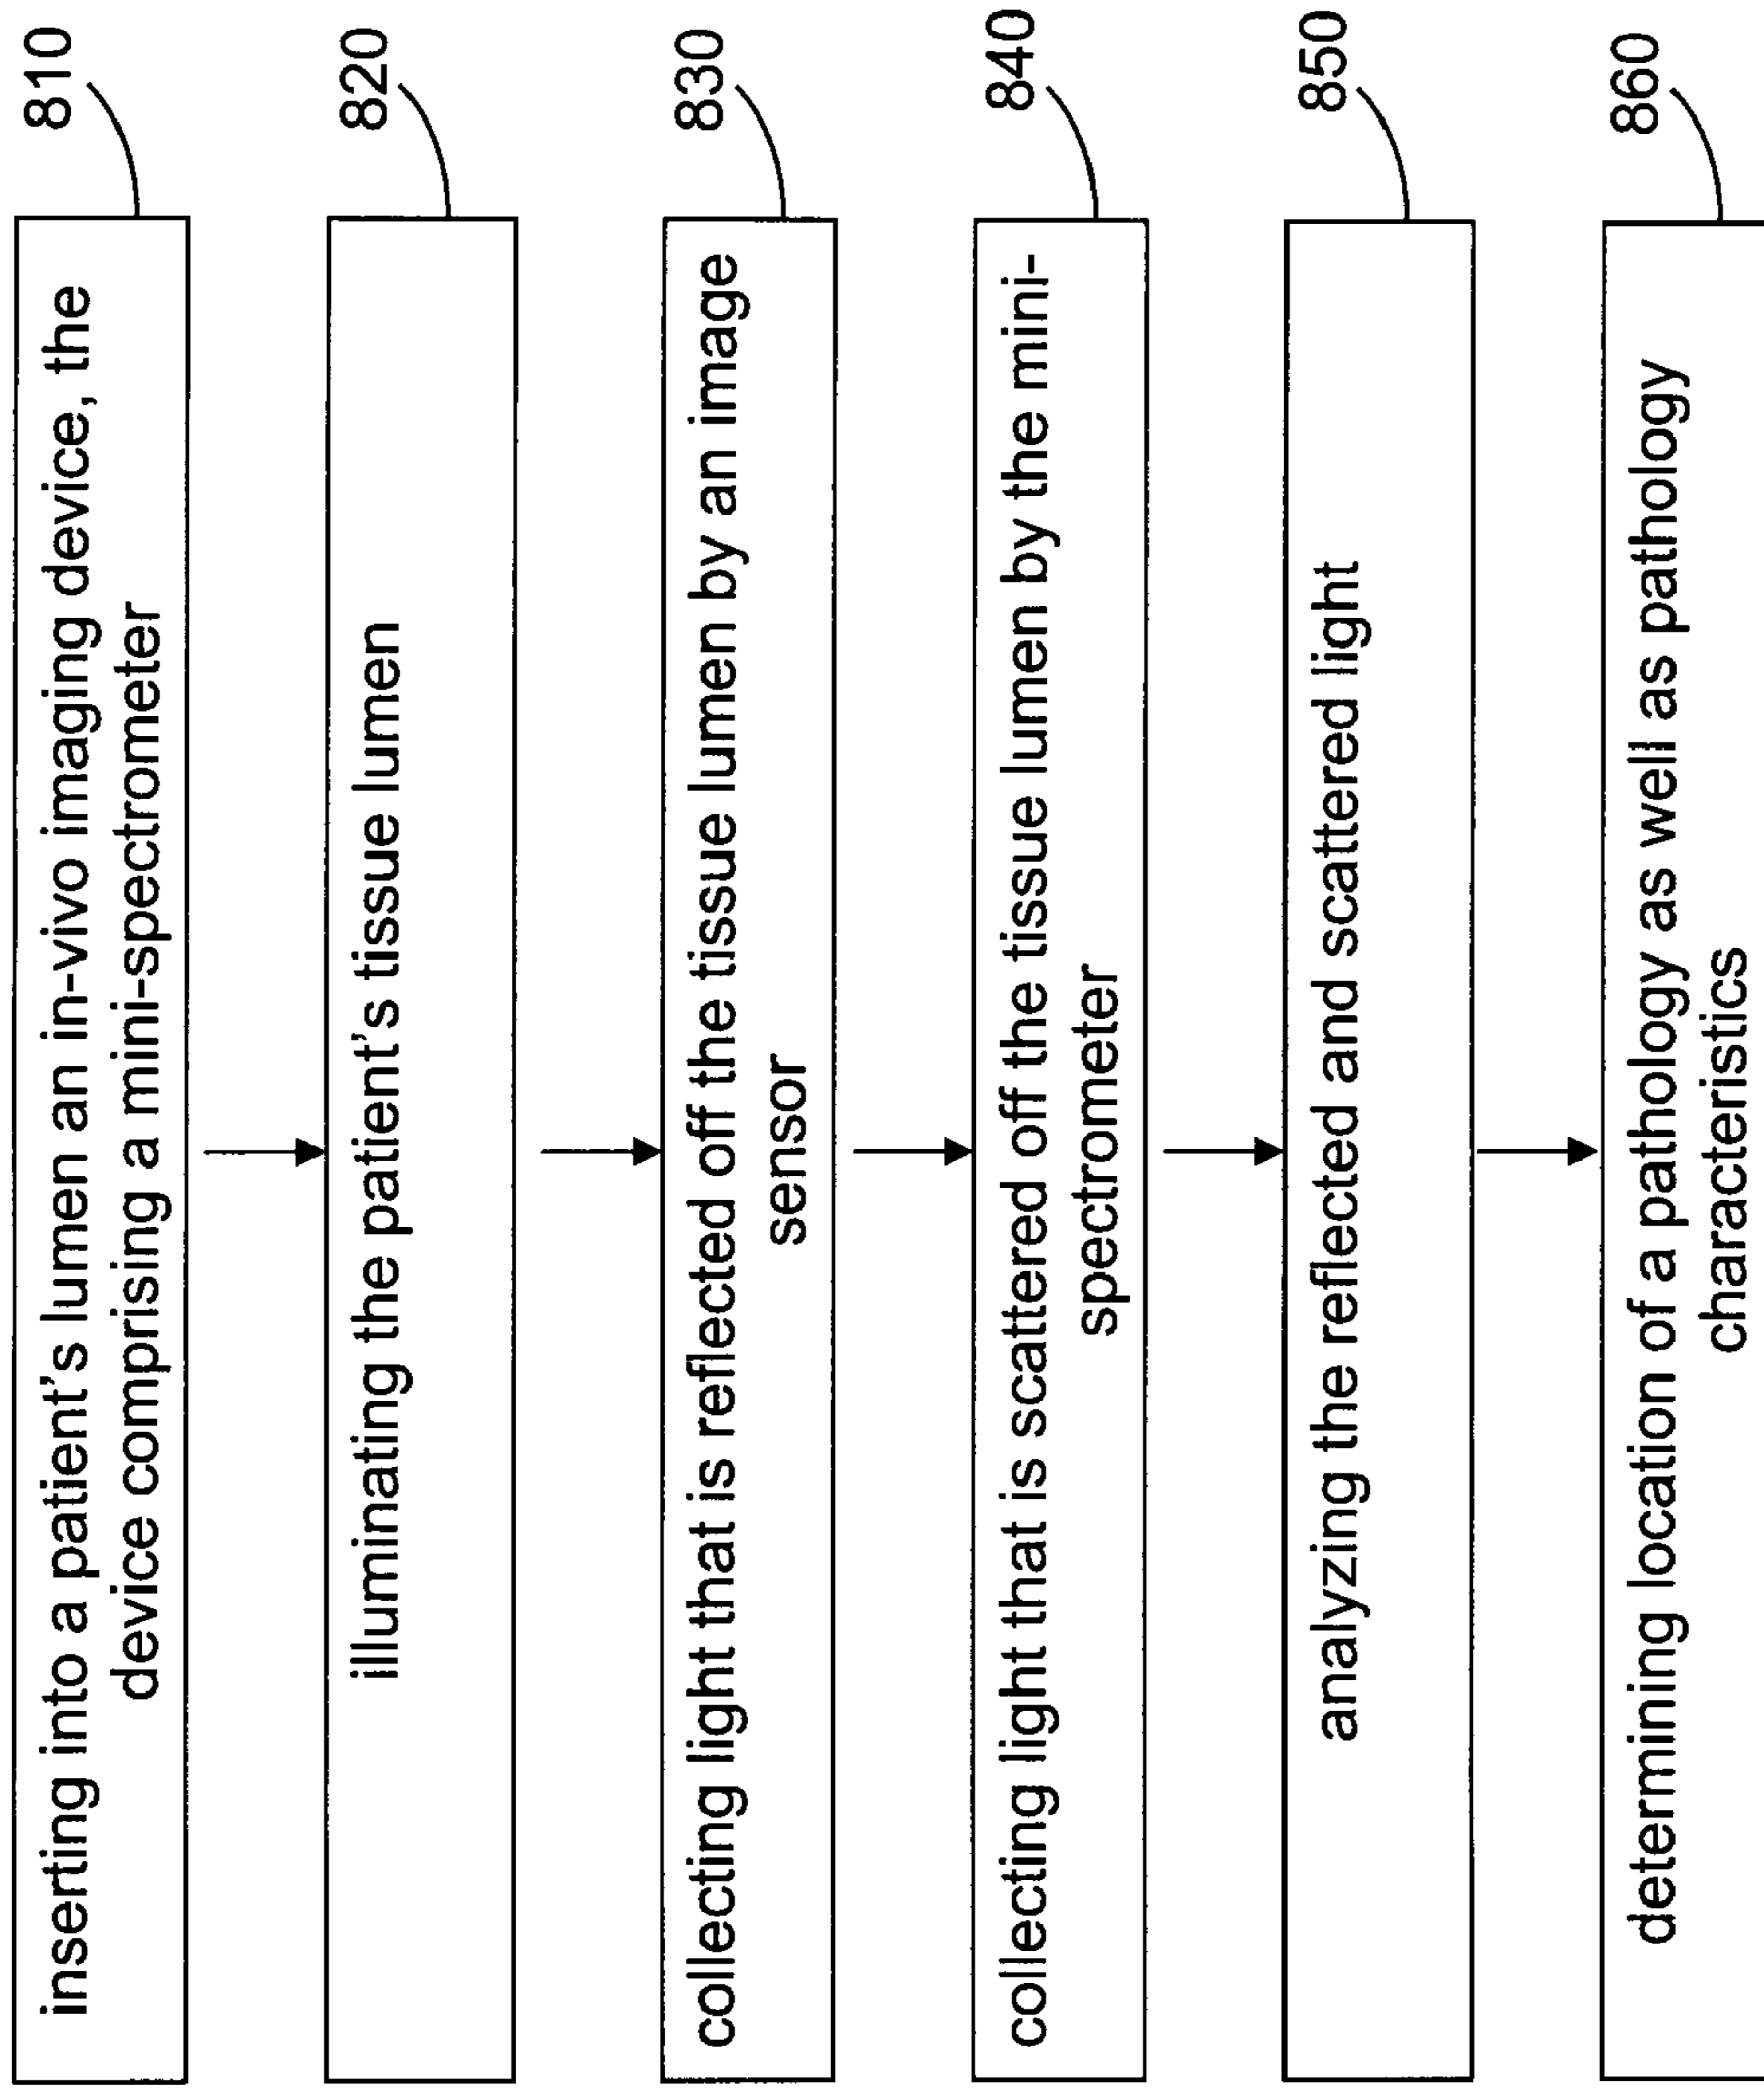 inserting into a patient's lumen an in-vivo imaging device, the
device comprising a mini-spectrometer
810
illuminating the patient's tissue lumen
820
collecting light that is reflected off the tissue lumen by an image
sensor
830
collecting light that is scattered off the tissue lumen by the mini-
spectrometer
840
analyzing the reflected and scattered light
850
determining location of a pathology as well as pathology
characteristics
860